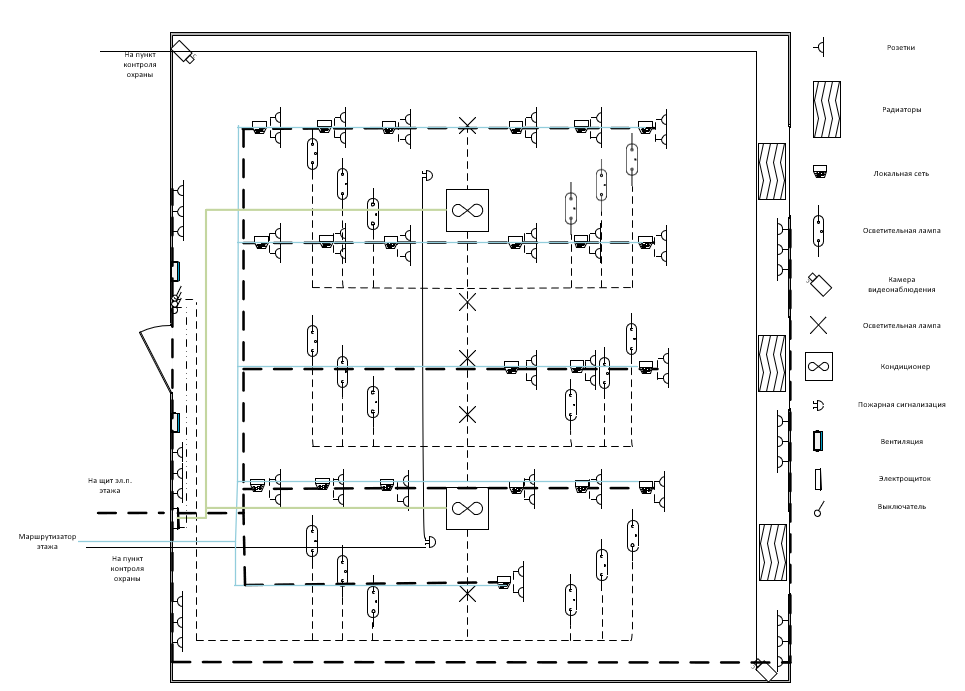 На пункт
контроля
охраны
На щит эл.п.
этажа
Маршрутизатор
этажа
На пункт
контроля
охраны
Розетки
Радиаторы
Локальная сеть
Осветительная лампа
Камера
видеонаблюдения
Осветительная лампа
Кондиционер
Пожарная сигнализация
Вентиляция
Электрощиток
Выключатель